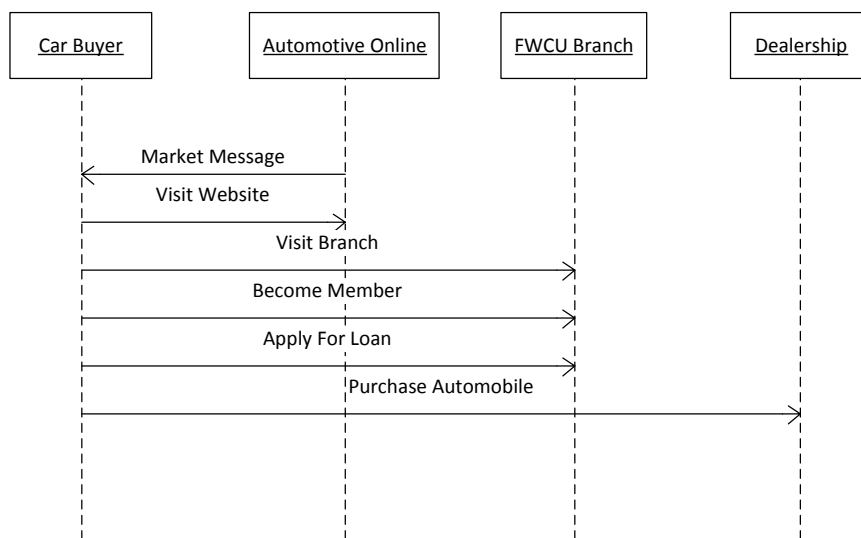 Car Buyer
Automotive Online
FWCU Branch
Dealership
Market Message
Visit Website
Visit Branch
Become Member
Apply For Loan
Purchase Automobile